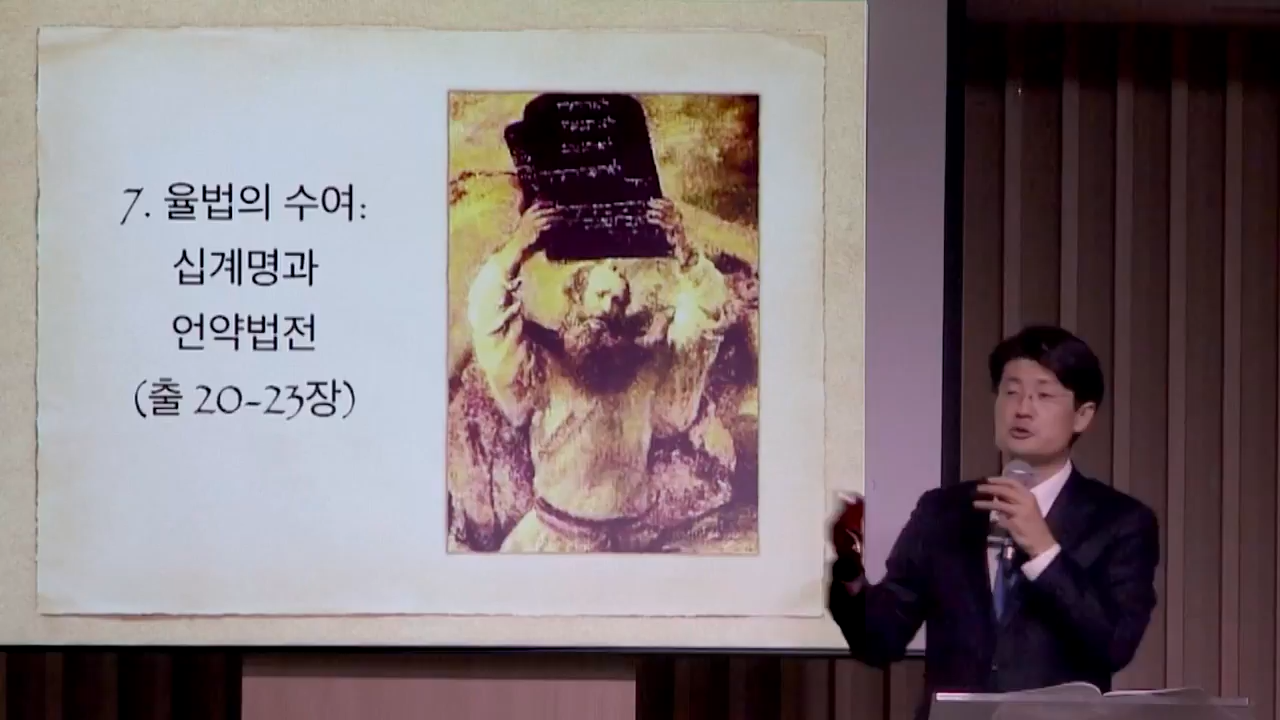 7. 율법의 수여:
십계명과
언약법전
(출 20-23장)